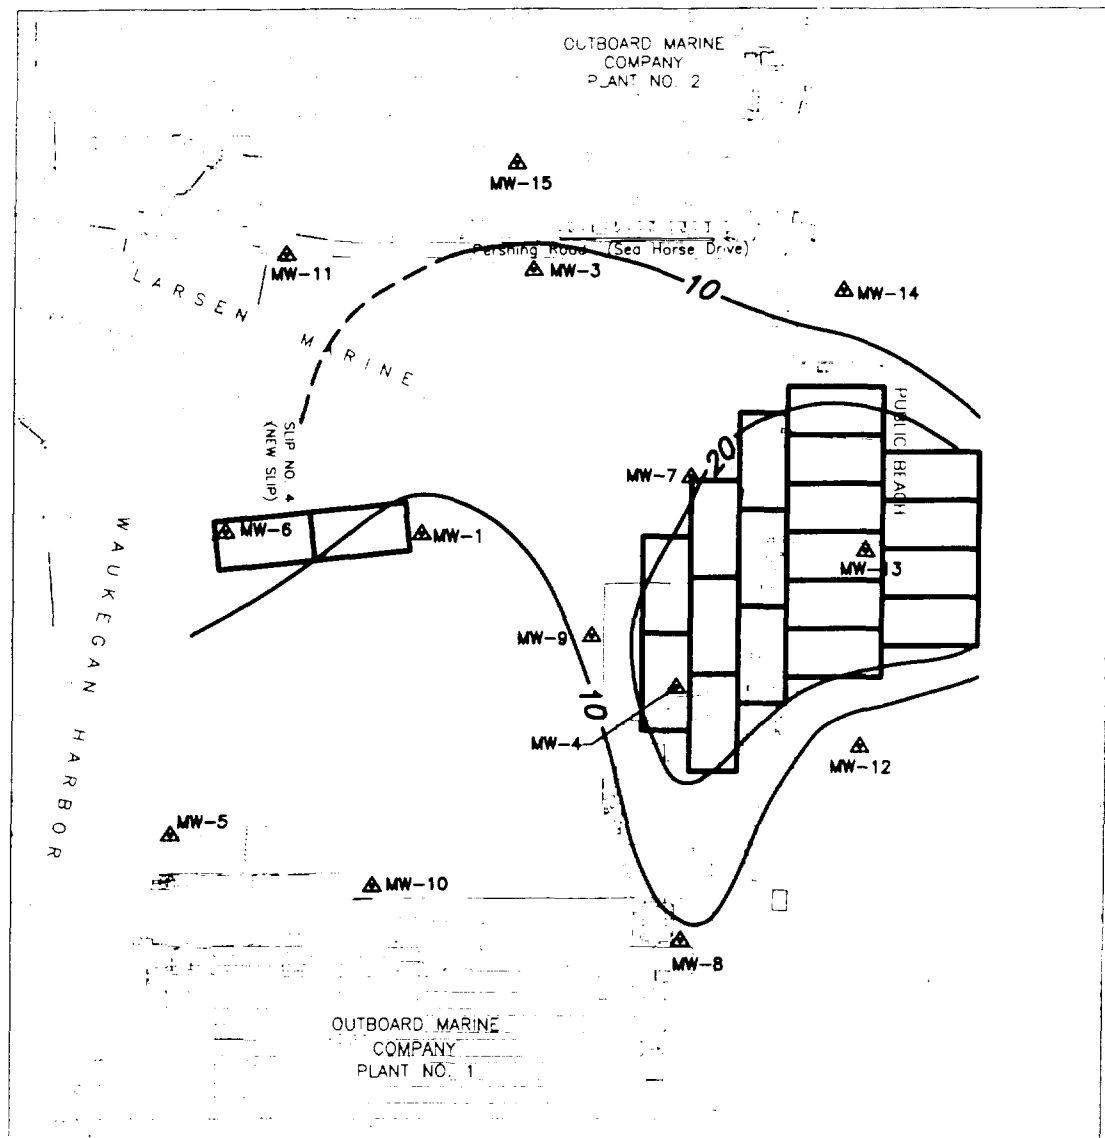 OUTBOARD MARINE
COMPANY
PLANT NO. 2
MW-15
Pershing Road (Sea Horse Drive)
MW-11
MW-3
10
MW-14
LARSEN MARINE
SLIP NO. 4
(NEW SLIP)
PUBLIC BEACH
20
MW-7
MW-6
MW-1
MW-13
WAUKEGAN HARBOR
MW-9
10
MW-4
MW-12
MW-5
MW-10
MW-8
OUTBOARD MARINE
COMPANY
PLANT NO. 1